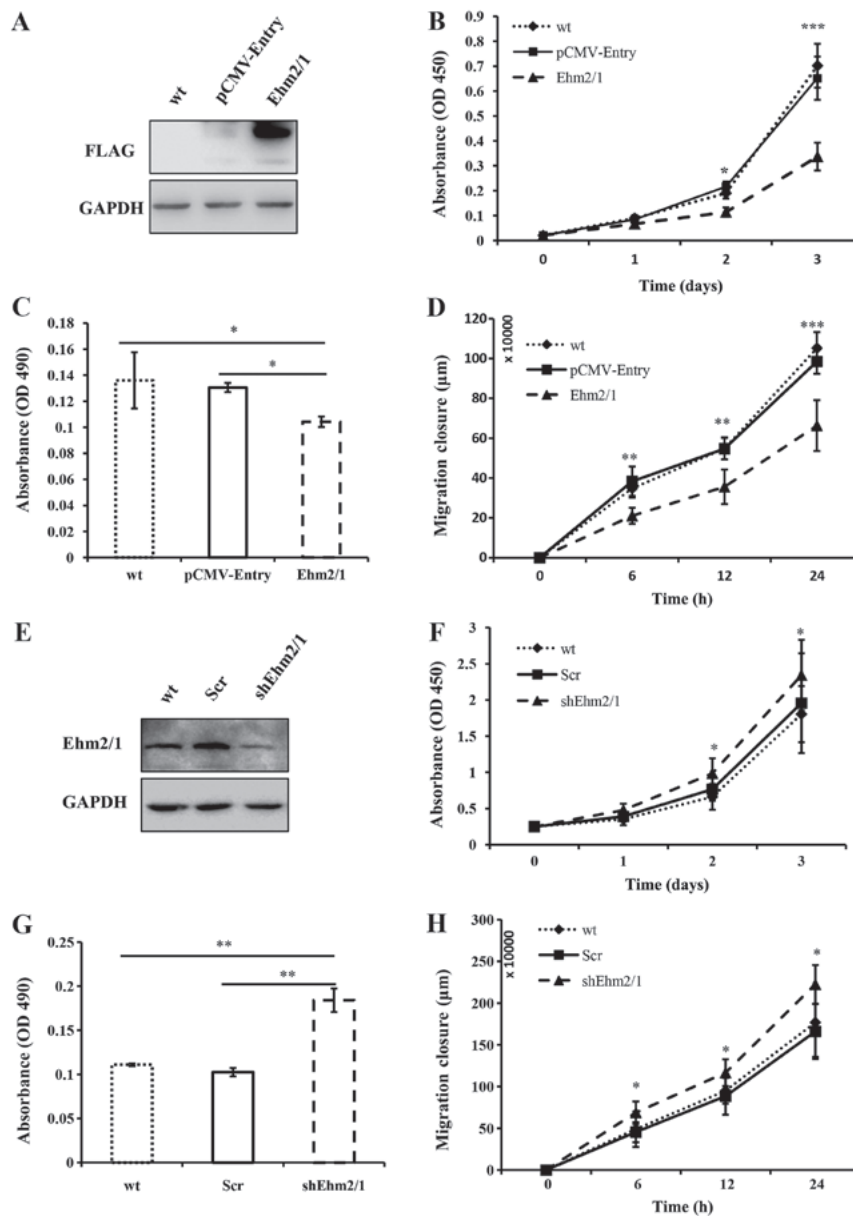 A
wt
pCMV-Entry
Ehm2/1
FLAG
GAPDH
B
Absorbance (OD 450)
0.9
0.8
0.7
0.6
0.5
0.4
0.3
0.2
0.1
0
wt
pCMV-Entry
Ehm2/1
*
***
0 1 2 3
Time (days)
C
Absorbance (OD 490)
0.18
0.16
0.14
0.12
0.1
0.08
0.06
0.04
0.02
0
*
*
wt pCMV-Entry Ehm2/1
D
Migration closure (µm)
x 10000
120
100
80
60
40
20
0
wt
pCMV-Entry
Ehm2/1
**
**
***
0 6 12 24
Time (h)
E
wt
Scr
shEhm2/1
Ehm2/1
GAPDH
F
Absorbance (OD 450)
3
2.5
2
1.5
1
0.5
0
wt
Scr
shEhm2/1
*
*
0 1 2 3
Time (days)
G
Absorbance (OD 490)
0.25
0.2
0.15
0.1
0.05
0
**
**
wt Scr shEhm2/1
H
Migration closure (µm)
x 10000
300
250
200
150
100
50
0
wt
Scr
shEhm2/1
*
*
*
0 6 12 24
Time (h)